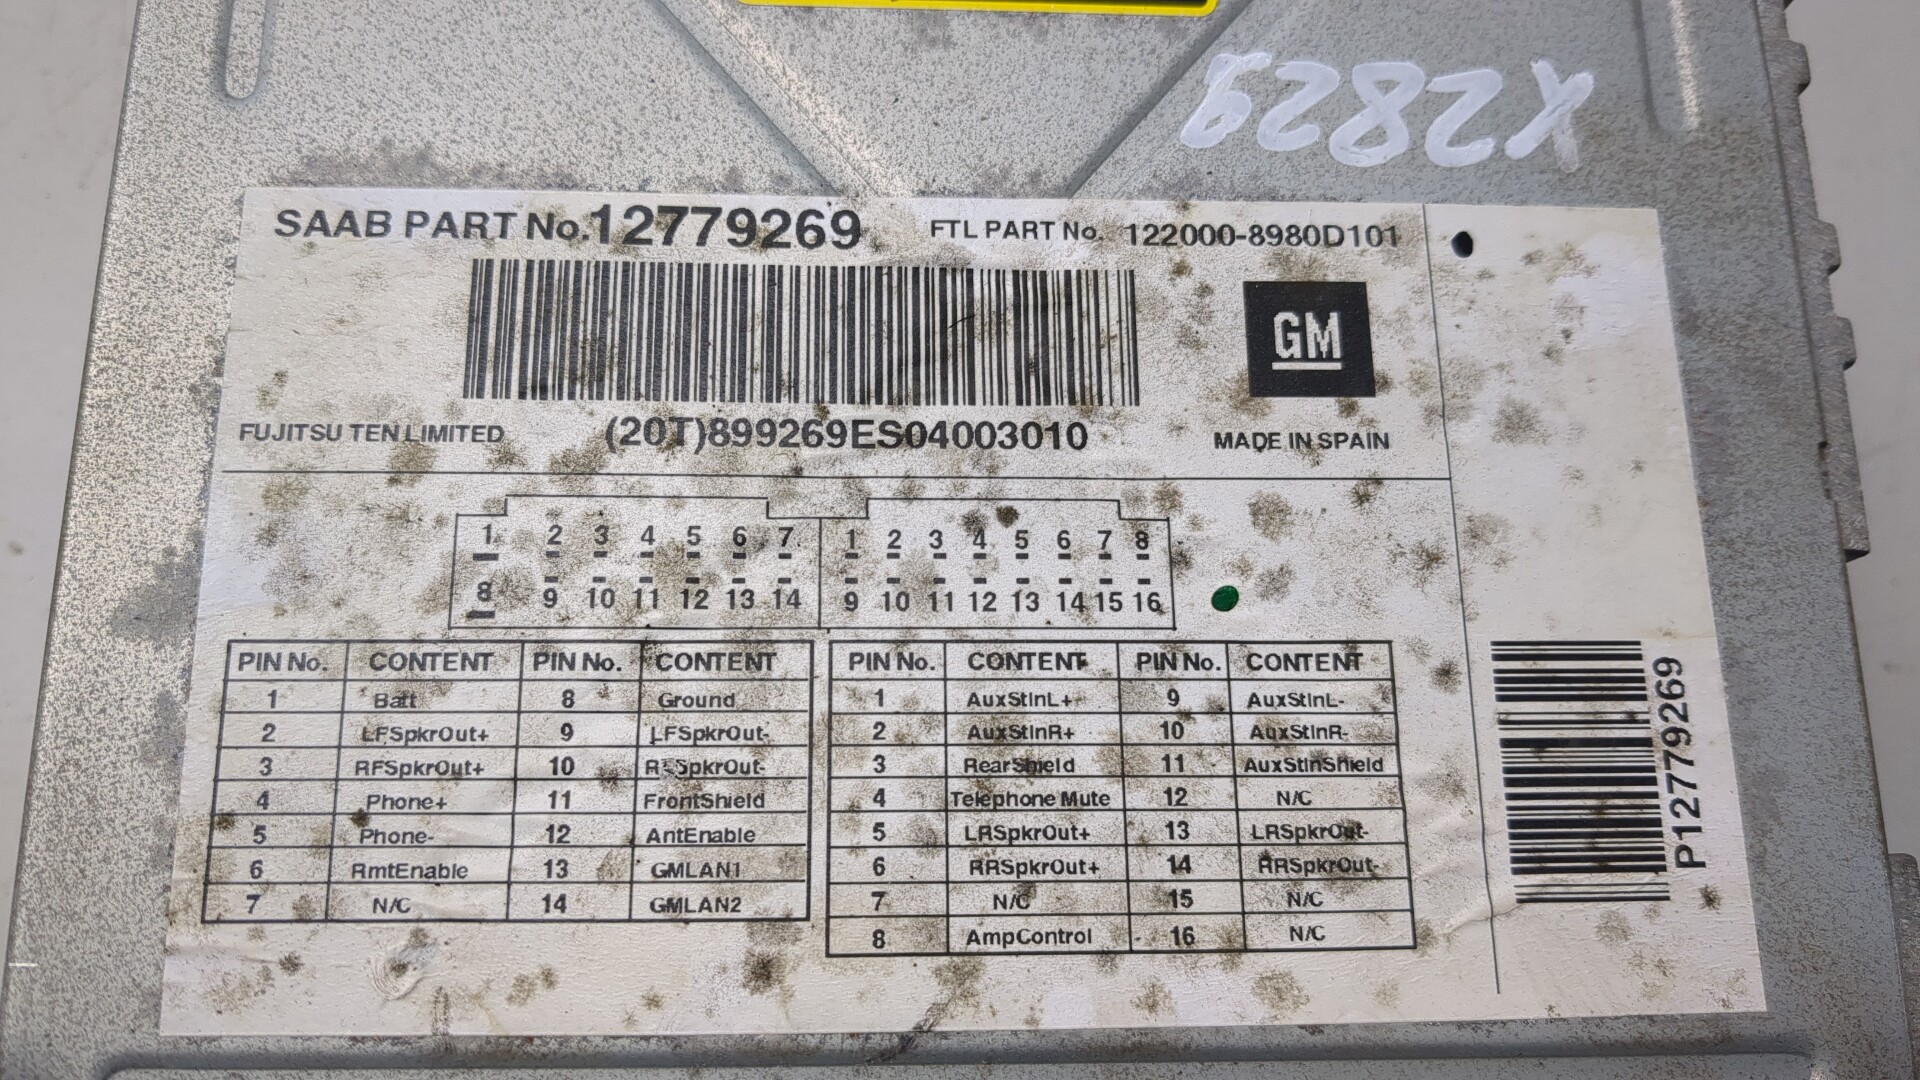 X2829
SAAB PART No.12779269 FTL PART No. 122000-8980D101
GM
FUJITSU TEN LIMITED (20T)899269ES04003010 MADE IN SPAIN
1 2 3 4 5 6 7 1 2 3 4 5 6 7 8
8 9 10 11 12 13 14 9 10 11 12 13 14 15 16
PIN No. CONTENT PIN No. CONTENT PIN No. CONTENT PIN No. CONTENT
1 Batt 8 Ground 1 AuxStInL+ 9 AuxStInL-
2 LFSpkrOut+ 9 LFSpkrOut- 2 AuxStInR+ 10 AuxStInR-
3 RFSpkrOut+ 10 RFSpkrOut- 3 RearShield 11 AuxStInShield
4 Phone+ 11 FrontShield 4 Telephone Mute 12 N/C
5 Phone- 12 AntEnable 5 LRSpkrOut+ 13 LRSpkrOut-
6 RmtEnable 13 GMLAN1 6 RRSpkrOut+ 14 RRSpkrOut-
7 N/C 14 GMLAN2 7 N/C 15 N/C
8 AmpControl 16 N/C
P12779269